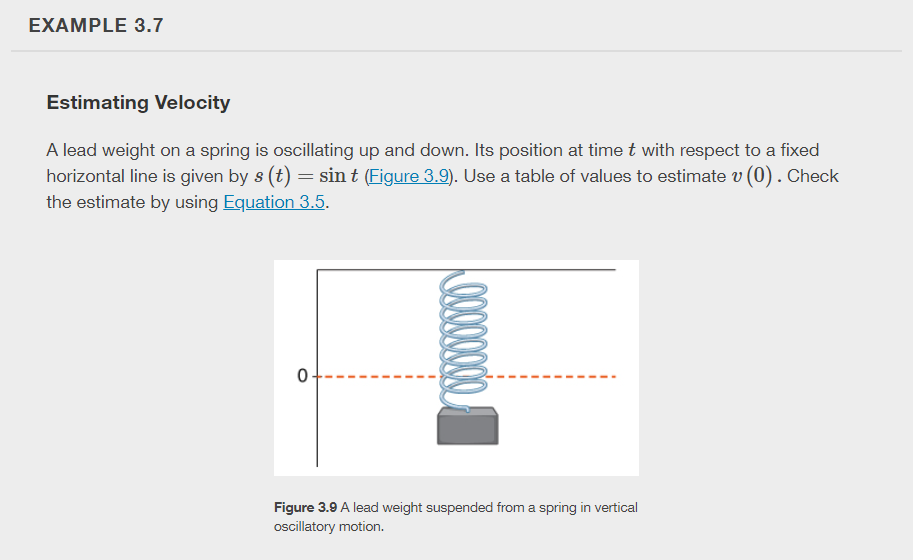 EXAMPLE 3.7
Estimating Velocity
A lead weight on a spring is oscillating up and down. Its position at time t with respect to a fixed
horizontal line is given by s (t) = sin t (Figure 3.9). Use a table of values to estimate v (0) . Check
the estimate by using Equation 3.5.
0
Figure 3.9 A lead weight suspended from a spring in vertical
oscillatory motion.